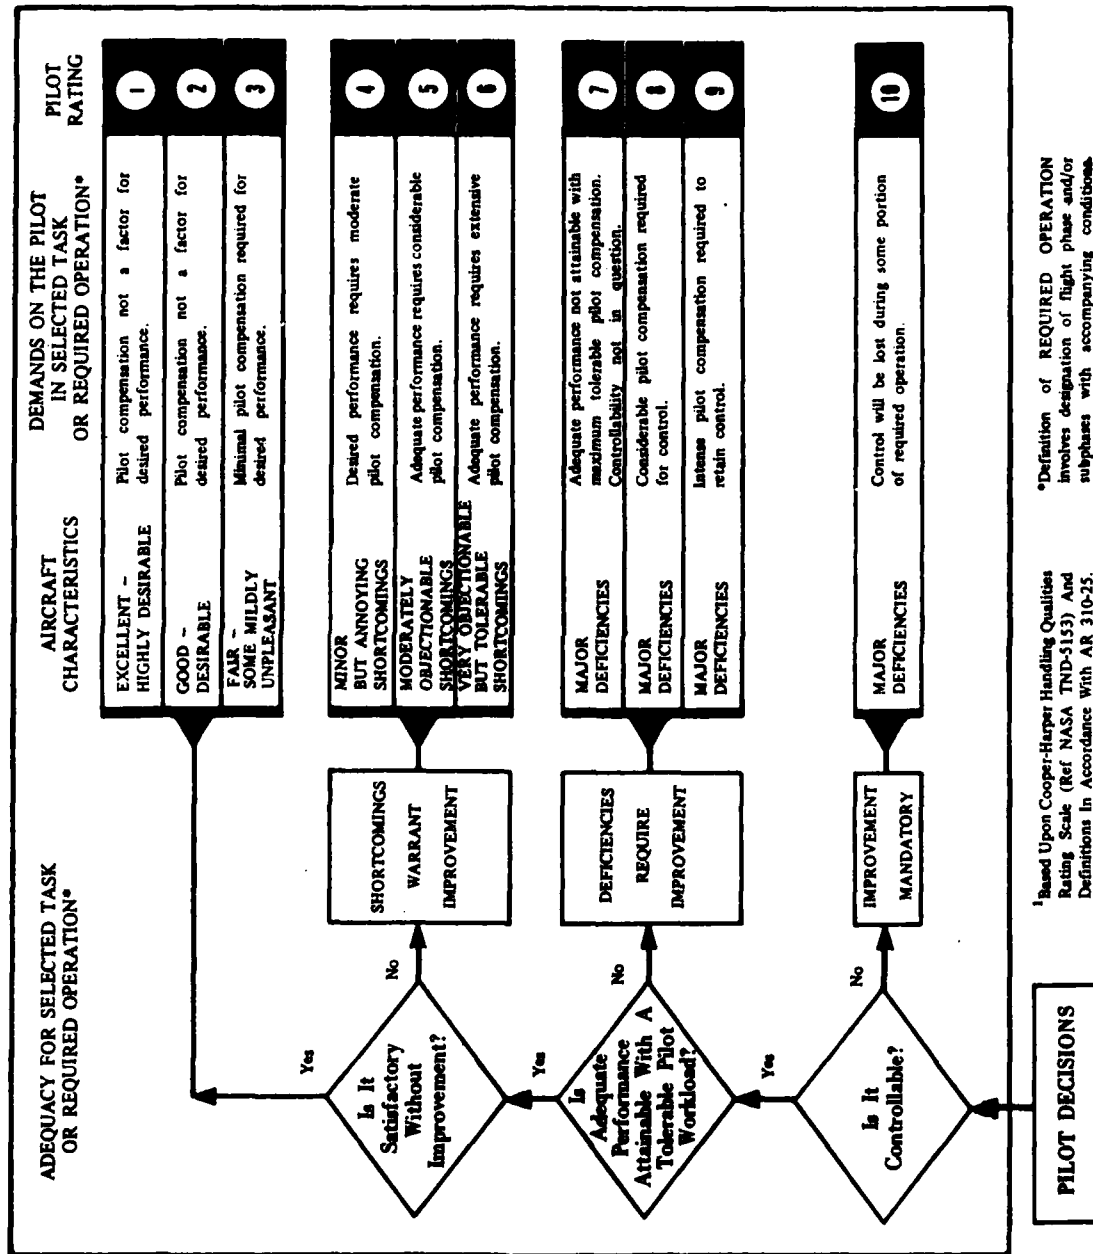 ADEQUACY FOR SELECTED TASK
OR REQUIRED OPERATION*
AIRCRAFT
CHARACTERISTICS
DEMANDS ON THE PILOT
IN SELECTED TASK
OR REQUIRED OPERATION*
PILOT
RATING
EXCELLENT –
HIGHLY DESIRABLE
Pilot compensation not a factor for
desired performance.
1
GOOD –
DESIRABLE
Pilot compensation not a factor for
desired performance.
2
FAIR –
SOME MILDLY
UNPLEASANT
Minimal pilot compensation required for
desired performance.
3
Yes
Is It
Satisfactory
Without
Improvement?
No
SHORTCOMINGS
WARRANT
IMPROVEMENT
MINOR
BUT ANNOYING
SHORTCOMINGS
Desired performance requires moderate
pilot compensation.
4
MODERATELY
OBJECTIONABLE
SHORTCOMINGS
Adequate performance requires considerable
pilot compensation.
5
VERY OBJECTIONABLE
BUT TOLERABLE
SHORTCOMINGS
Adequate performance requires extensive
pilot compensation.
6
Yes
Is
Adequate
Performance
Attainable With A
Tolerable Pilot
Workload?
No
DEFICIENCIES
REQUIRE
IMPROVEMENT
MAJOR
DEFICIENCIES
Adequate performance not attainable with
maximum tolerable pilot compensation.
Controllability not in question.
7
MAJOR
DEFICIENCIES
Considerable pilot compensation required
for control.
8
MAJOR
DEFICIENCIES
Intense pilot compensation required to
retain control.
9
Yes
Is It
Controllable?
No
IMPROVEMENT
MANDATORY
MAJOR
DEFICIENCIES
Control will be lost during some portion
of required operation.
10
PILOT DECISIONS
1Based Upon Cooper-Harper Handling Qualities
Rating Scale (Ref NASA TND-5153) And
Definitions In Accordance With AR 310-25.
*Definition of REQUIRED OPERATION
involves designation of flight phase and/or
subphases with accompanying conditions.